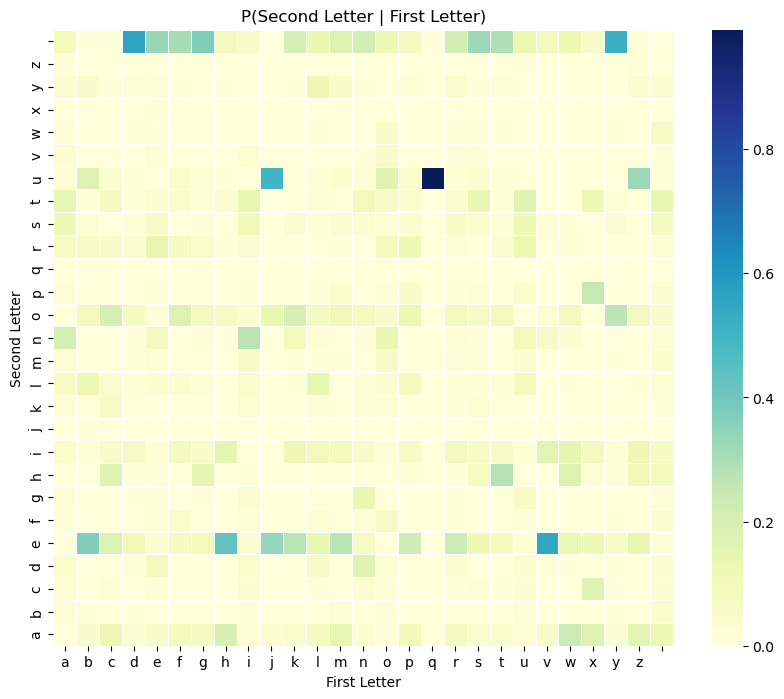 P(Second Letter | First Letter)
z
y
x
w
v
u
t
s
r
q
p
o
n
m
l
k
j
i
h
g
f
e
d
c
b
a
Second Letter
a b c d e f g h i j k l m n o p q r s t u v w x y z
First Letter
0.8
0.6
0.4
0.2
0.0